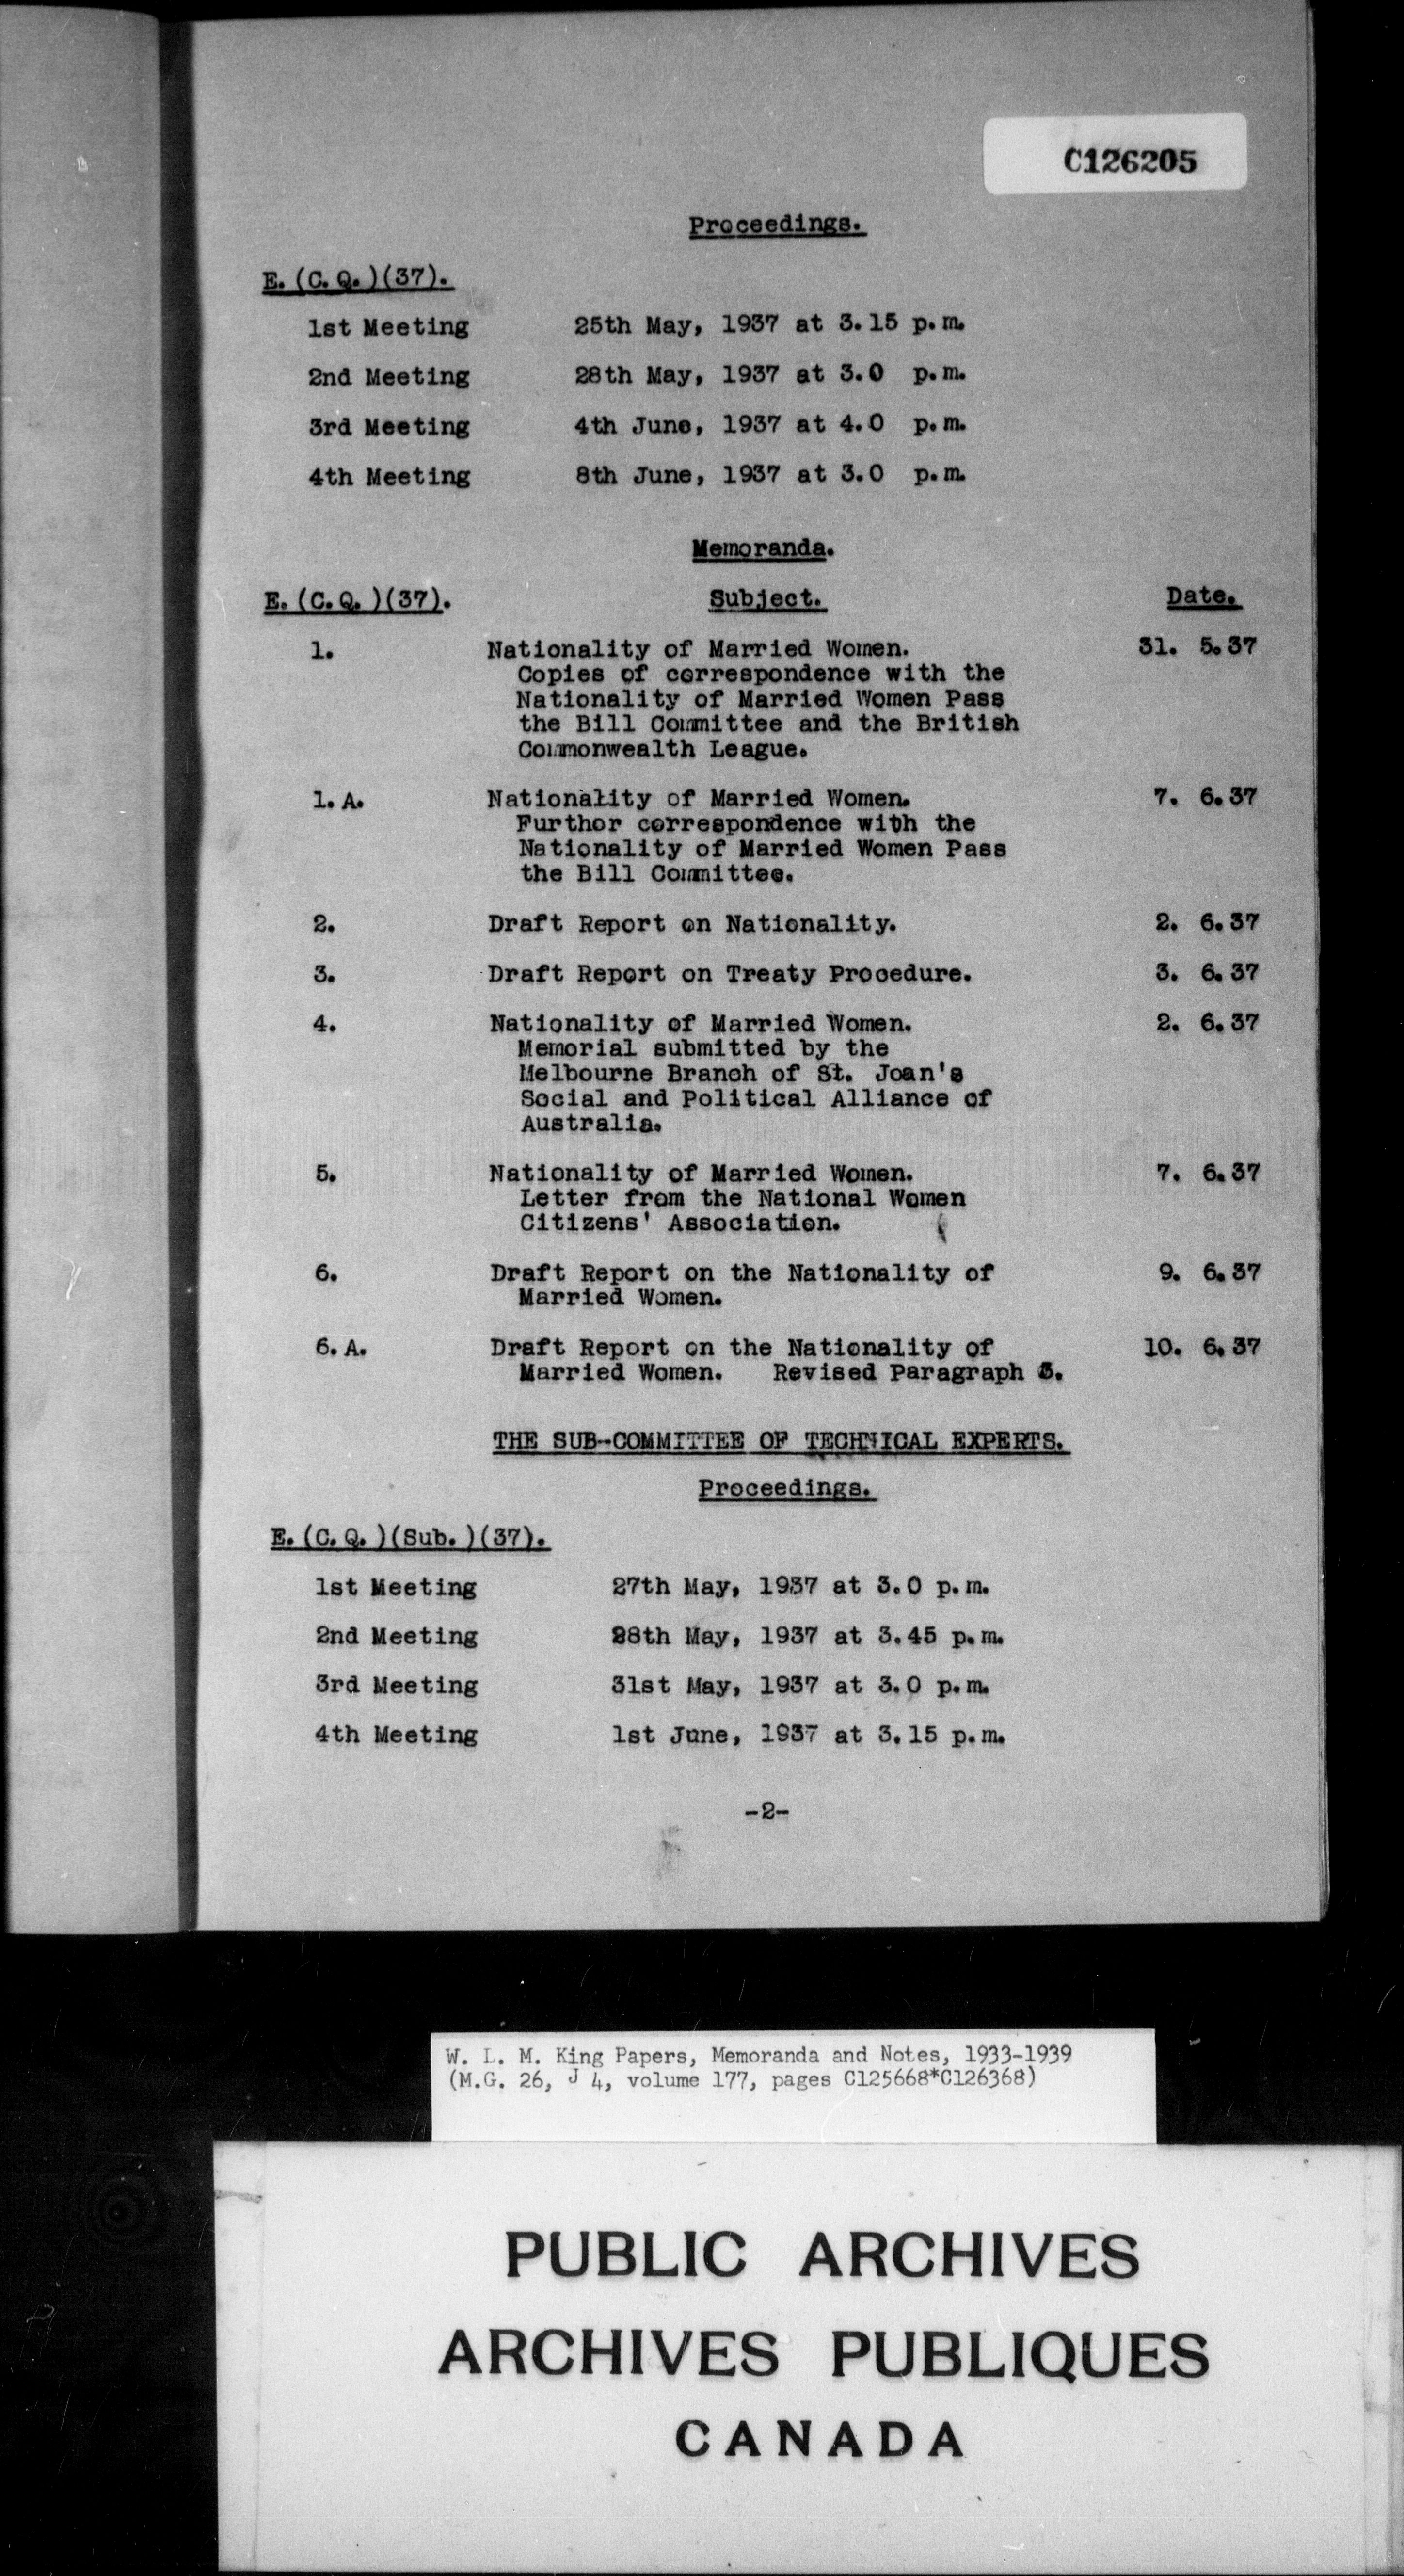 C126205
Proceedings.
E.(C.Q.)(37).
1st Meeting 25th May, 1937 at 3.15 p.m.
2nd Meeting 28th May, 1937 at 3.0 p.m.
3rd Meeting 4th June, 1937 at 4.0 p.m.
4th Meeting 8th June, 1937 at 3.0 p.m.
Memoranda.
E.(C.Q.)(37). Subject. Date.
1. Nationality of Married Women. 31. 5.37
Copies of correspondence with the
Nationality of Married Women Pass
the Bill Committee and the British
Commonwealth League.
1.A. Nationality of Married Women. 7. 6.37
Further correspondence with the
Nationality of Married Women Pass
the Bill Committee.
2. Draft Report on Nationality. 2. 6.37
3. Draft Report on Treaty Procedure. 3. 6.37
4. Nationality of Married Women. 2. 6.37
Memorial submitted by the
Melbourne Branch of St. Joan's
Social and Political Alliance of
Australia.
5. Nationality of Married Women. 7. 6.37
Letter from the National Women
Citizens' Association.
6. Draft Report on the Nationality of 9. 6.37
Married Women.
6.A. Draft Report on the Nationality of 10. 6.37
Married Women. Revised Paragraph 3.
THE SUB-COMMITTEE OF TECHNICAL EXPERTS.
Proceedings.
E.(C.Q.)(Sub.)(37).
1st Meeting 27th May, 1937 at 3.0 p.m.
2nd Meeting 28th May, 1937 at 3.45 p.m.
3rd Meeting 31st May, 1937 at 3.0 p.m.
4th Meeting 1st June, 1937 at 3.15 p.m.
-2-
W. L. M. King Papers, Memoranda and Notes, 1933-1939
(M.G. 26, J 4, volume 177, pages C125668*C126368)
PUBLIC ARCHIVES
ARCHIVES PUBLIQUES
CANADA